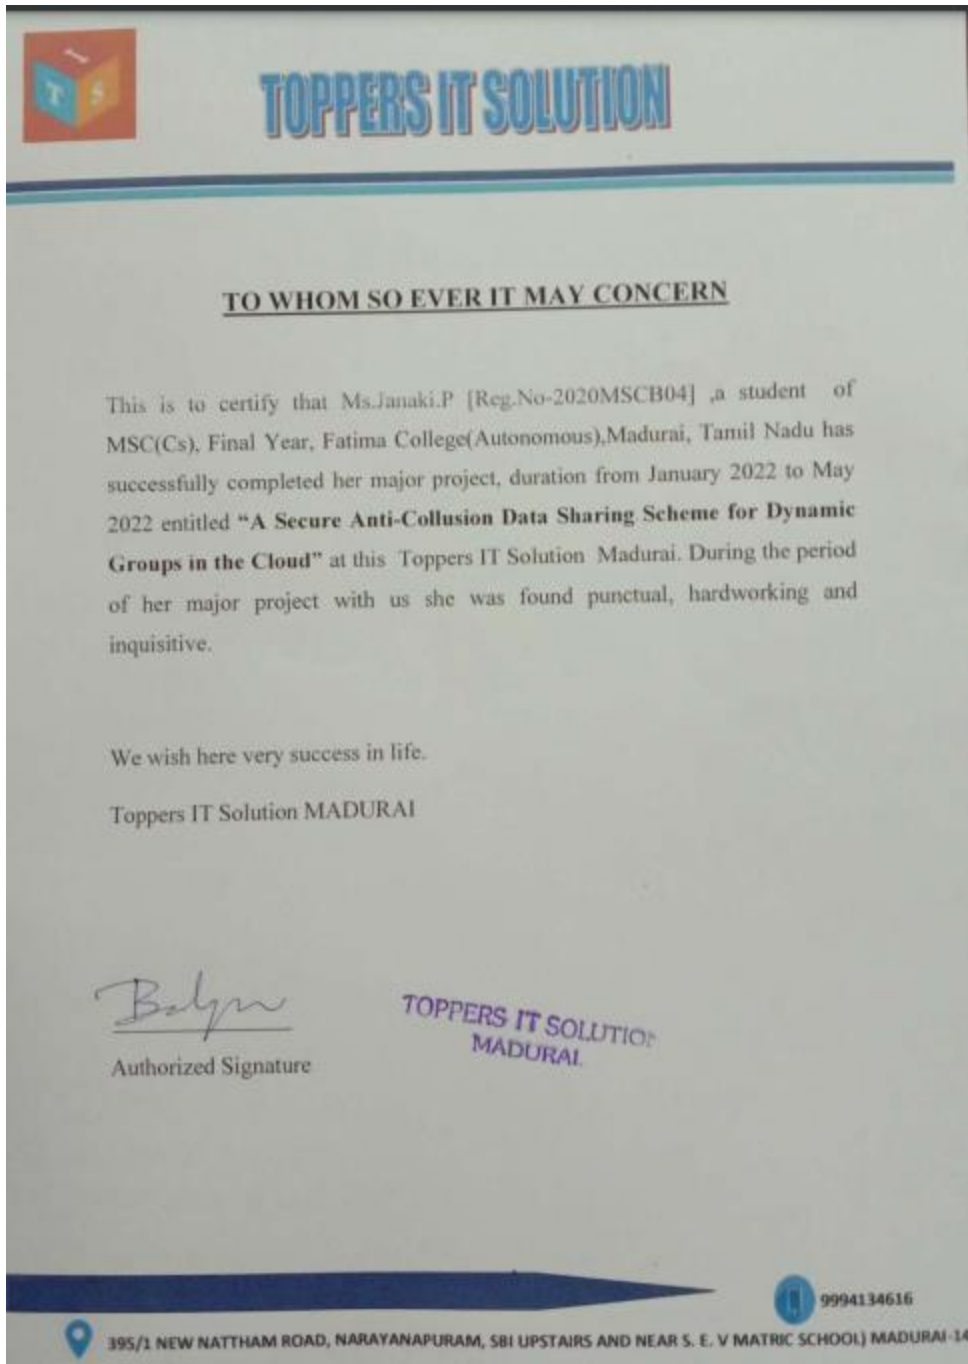 I
T S
TOPPERS IT SOLUTION
TO WHOM SO EVER IT MAY CONCERN
This is to certify that Ms.Janaki.P [Reg.No-2020MSCB04] ,a student of
MSC(Cs), Final Year, Fatima College(Autonomous),Madurai, Tamil Nadu has
successfully completed her major project, duration from January 2022 to May
2022 entitled “A Secure Anti-Collusion Data Sharing Scheme for Dynamic
Groups in the Cloud” at this Toppers IT Solution Madurai. During the period
of her major project with us she was found punctual, hardworking and
inquisitive.
We wish here very success in life.
Toppers IT Solution MADURAI
TOPPERS IT SOLUTION
MADURAI.
Authorized Signature
9994134616
395/1 NEW NATTHAM ROAD, NARAYANAPURAM, SBI UPSTAIRS AND NEAR S. E. V MATRIC SCHOOL) MADURAI-14